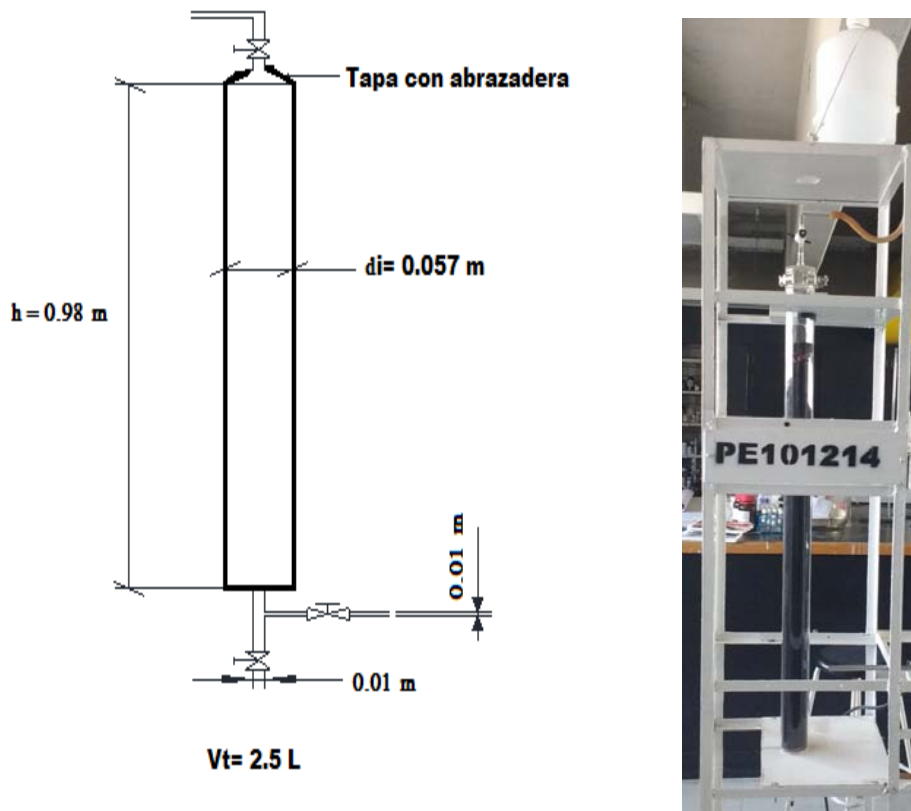 Tapa con abrazadera
di= 0.057 m
h = 0.98 m
0.01 m
0.01 m
Vt= 2.5 L
PE101214